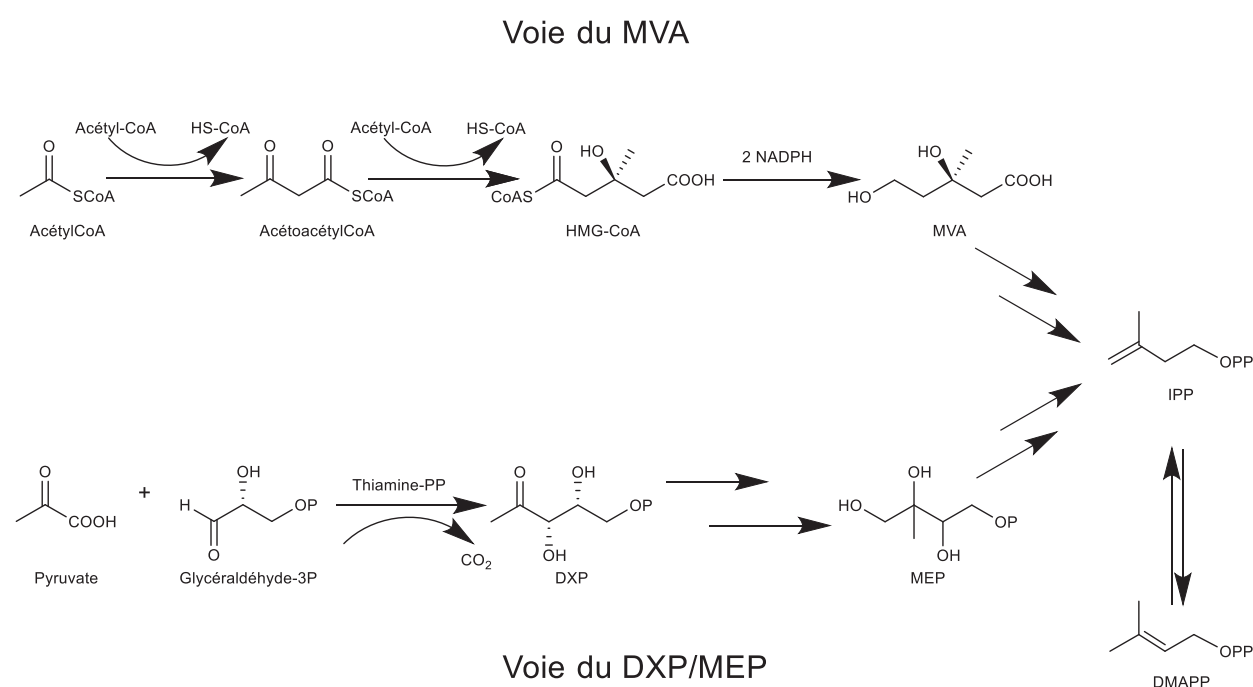 Voie du MVA
Acétyl-CoA HS-CoA Acétyl-CoA HS-CoA
O O O O HO 2 NADPH HO
SCoA SCoA CoAS COOH HO COOH
AcétylCoA AcétoacétylCoA HMG-CoA MVA
OPP
IPP
O OH O OH OH
+ Thiamine-PP
H OP OP HO
COOH OP
O OH CO2 OH
Pyruvate Glycéraldéhyde-3P DXP MEP
OPP
Voie du DXP/MEP
DMAPP